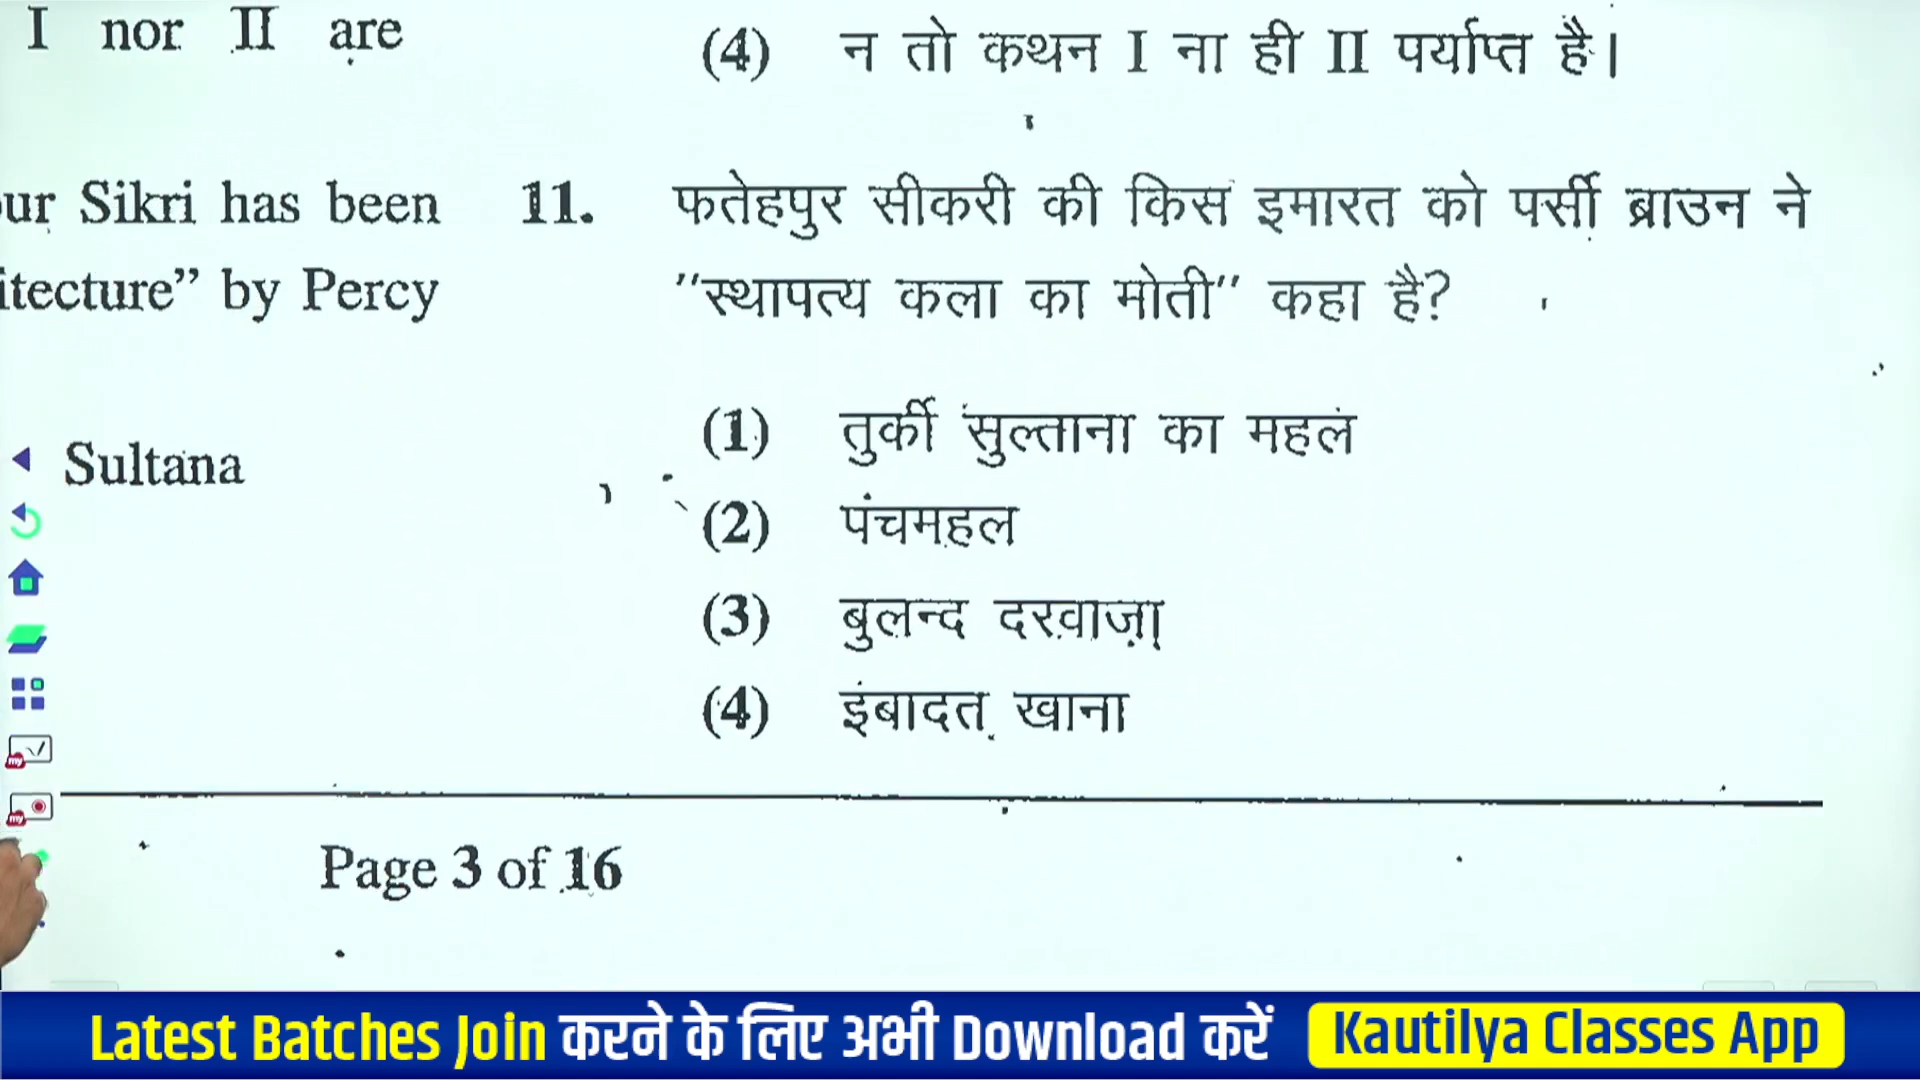 I nor II are
(4) न तो कथन I ना ही II पर्याप्त है।
ur Sikri has been
itecture” by Percy
Sultana
11. फतेहपुर सीकरी की किस इमारत को पर्सी ब्राउन ने
"स्थापत्य कला का मोती" कहा है?
(1) तुर्की सुल्ताना का महल
(2) पंचमहल
(3) बुलन्द दरवाज़ा
(4) इबादत खाना
Page 3 of 16
Latest Batches Join करने के लिए अभी Download करें Kautilya Classes App